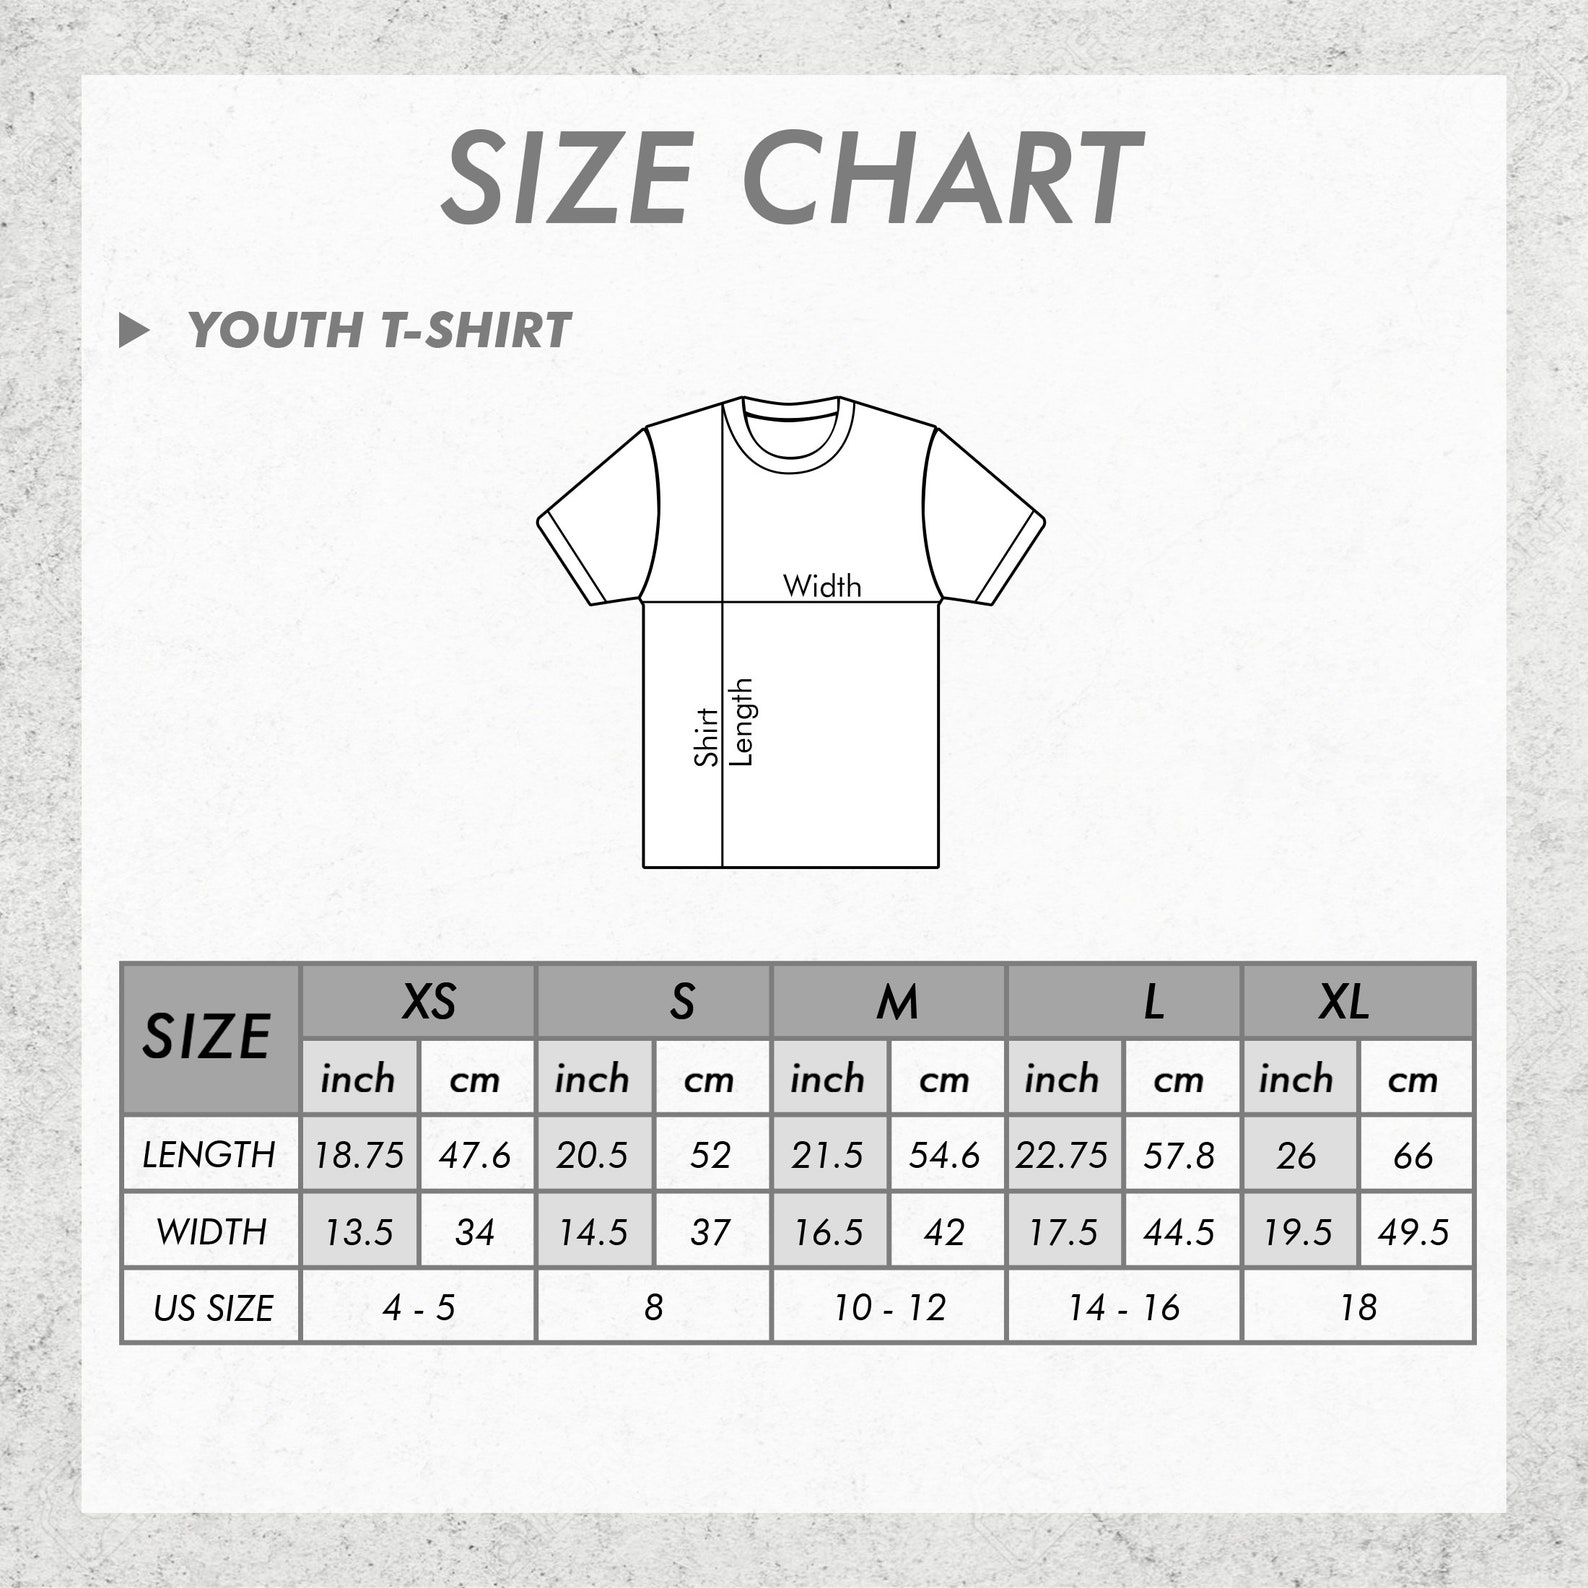 SIZE CHART
YOUTH T-SHIRT
Width
Shirt
Length
SIZE XS S M L XL
inch cm inch cm inch cm inch cm inch cm
LENGTH 18.75 47.6 20.5 52 21.5 54.6 22.75 57.8 26 66
WIDTH 13.5 34 14.5 37 16.5 42 17.5 44.5 19.5 49.5
US SIZE 4 - 5 8 10 - 12 14 - 16 18